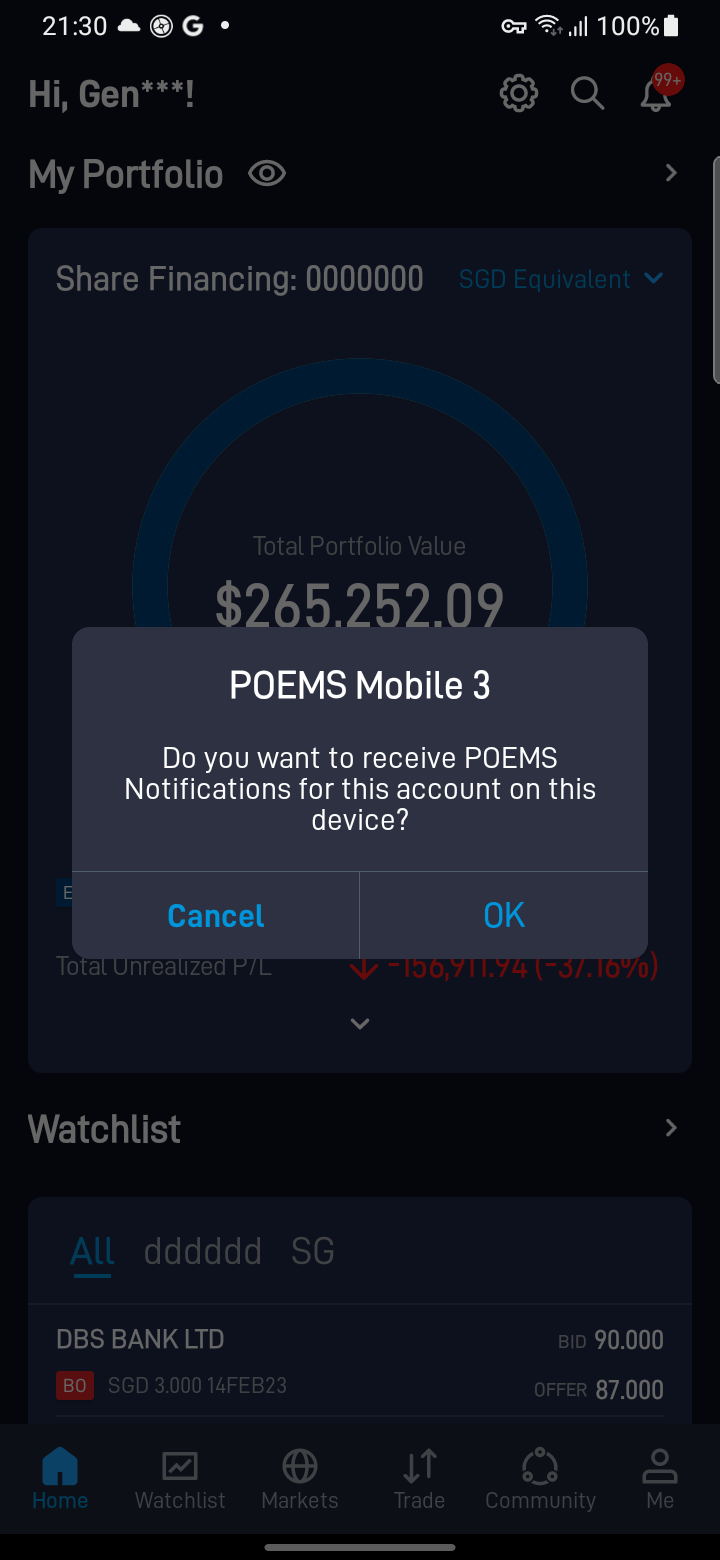 21:30 100%
Hi, Gen***!
99+
My Portfolio
Share Financing: 0000000 SGD Equivalent
Total Portfolio Value
$265,252.09
POEMS Mobile 3
Do you want to receive POEMS
Notifications for this account on this
device?
Cancel OK
Total Unrealized P/L -156,911.94 (-37.16%)
Watchlist
All dddddd SG
DBS BANK LTD BID 90.000
BO SGD 3.000 14FEB23 OFFER 87.000
Home Watchlist Markets Trade Community Me